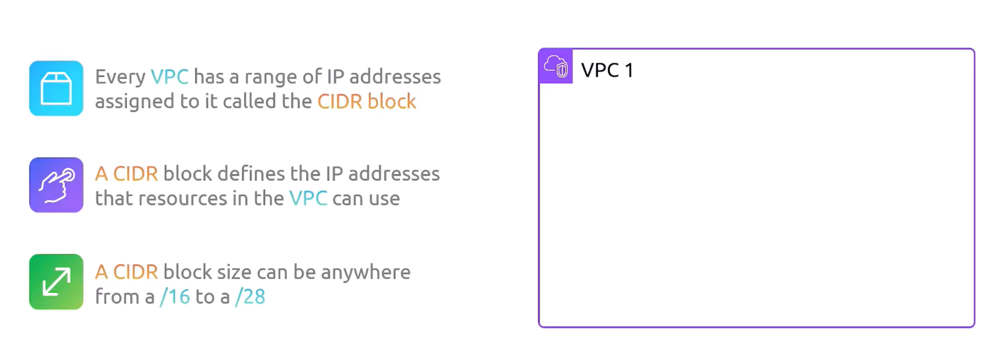 Every VPC has a range of IP addresses
assigned to it called the CIDR block
A CIDR block defines the IP addresses
that resources in the VPC can use
A CIDR block size can be anywhere
from a /16 to a /28
VPC 1